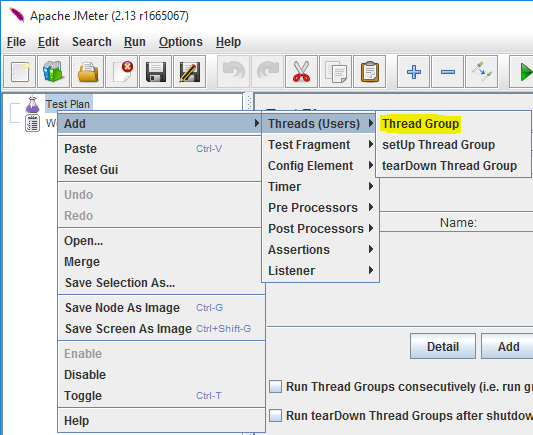 Apache JMeter (2.13 r1665067)
File Edit Search Run Options Help
Test Plan
Add
Paste Ctrl-V
Reset Gui
Undo
Redo
Open...
Merge
Save Selection As...
Save Node As Image Ctrl-G
Save Screen As Image Ctrl+Shift-G
Enable
Disable
Toggle Ctrl-T
Help
Threads (Users)
Test Fragment
Config Element
Timer
Pre Processors
Post Processors
Assertions
Listener
Thread Group
setUp Thread Group
tearDown Thread Group
Name:
Detail Add
Run Thread Groups consecutively (i.e. run
Run tearDown Thread Groups after